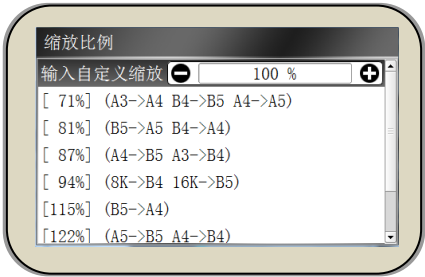 缩放比例
输入自定义缩放 100 %
[ 71%] (A3->A4 B4->B5 A4->A5)
[ 81%] (B5->A5 B4->A4)
[ 87%] (A4->B5 A3->B4)
[ 94%] (8K->B4 16K->B5)
[115%] (B5->A4)
[122%] (A5->B5 A4->B4)